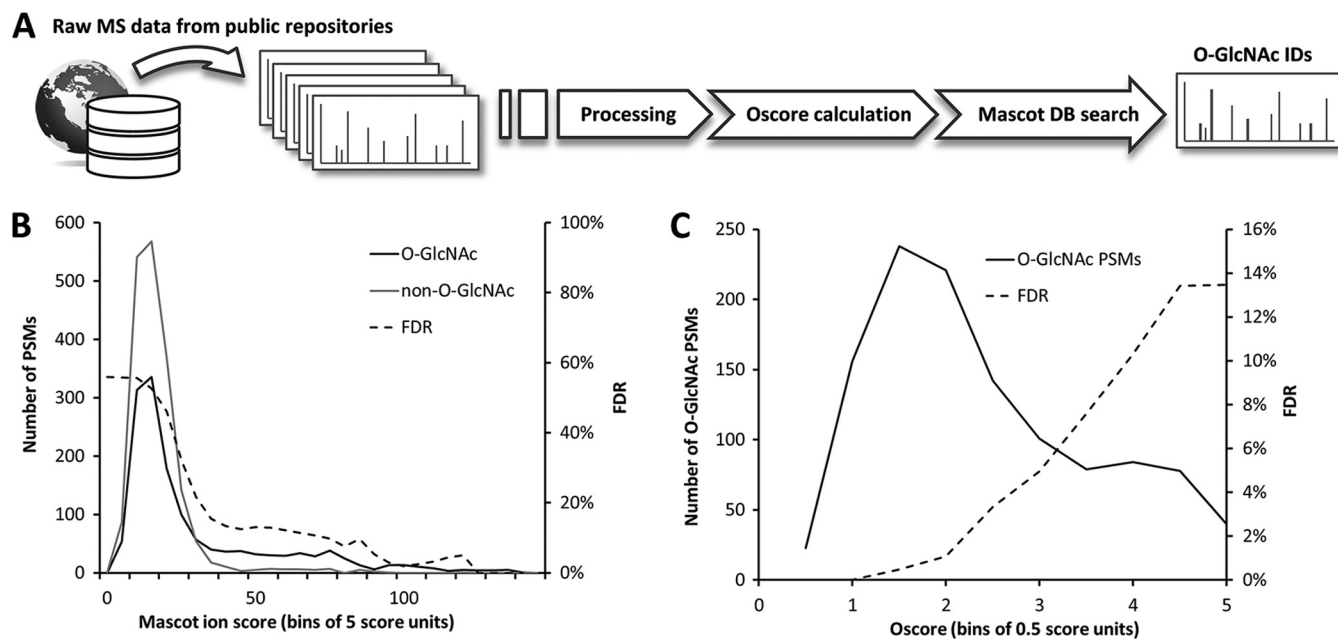 A
Raw MS data from public repositories
O-GlcNAc IDs
Processing
Oscore calculation
Mascot DB search
B
600
500
400
300
200
100
0
Number of PSMs
O-GlcNAc
non-O-GlcNAc
FDR
100%
80%
60%
40%
20%
0%
FDR
0
50
100
Mascot ion score (bins of 5 score units)
C
250
200
150
100
50
0
Number of O-GlcNAc PSMs
O-GlcNAc PSMs
FDR
16%
14%
12%
10%
8%
6%
4%
2%
0%
FDR
0
1
2
3
4
5
Oscore (bins of 0.5 score units)